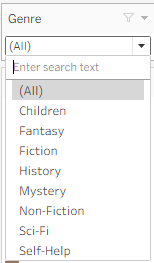 Genre
(All)
Enter search text
(All)
Children
Fantasy
Fiction
History
Mystery
Non-Fiction
Sci-Fi
Self-Help